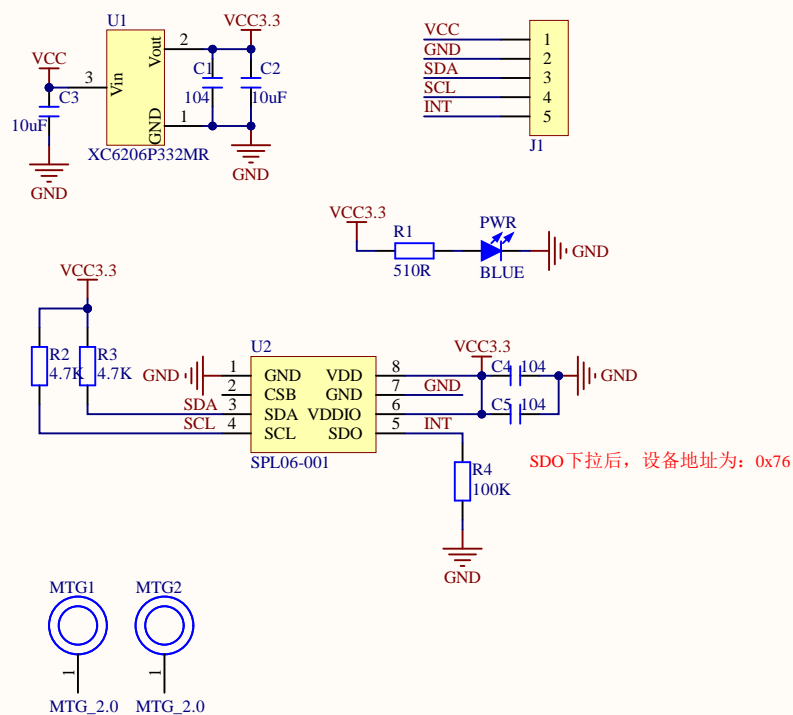 U1
VCC3.3
VCC
3
Vin
Vout
GND
2
1
C1
104
C2
10uF
C3
10uF
XC6206P332MR
GND
GND
VCC
GND
SDA
SCL
INT
1
2
3
4
5
J1
VCC3.3
R1
510R
PWR
BLUE
GND
VCC3.3
R2
4.7K
R3
4.7K
SDA
SCL
GND
U2
1
2
3
4
GND
CSB
SDA
SCL
VDD
GND
VDDIO
SDO
8
7
6
5
SPL06-001
GND
INT
VCC3.3
C4
104
C5
104
GND
R4
100K
GND
SDO下拉后，设备地址为：0x76
MTG1
1
MTG_2.0
MTG2
1
MTG_2.0